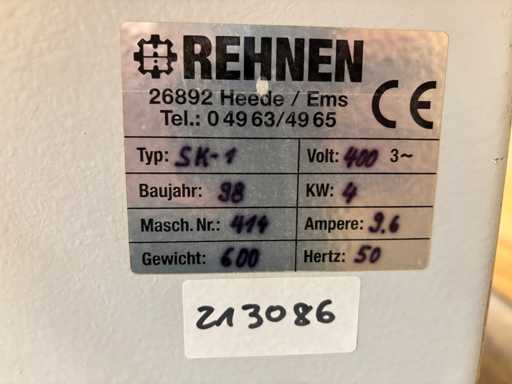 REHNEN
26892 Heede / Ems
Tel.: 0 49 63/49 65
CE
Typ: SK-1
Volt: 400 3~
Baujahr: 98
KW: 4
Masch. Nr.: 414
Ampere: 9.6
Gewicht: 600
Hertz: 50
213086